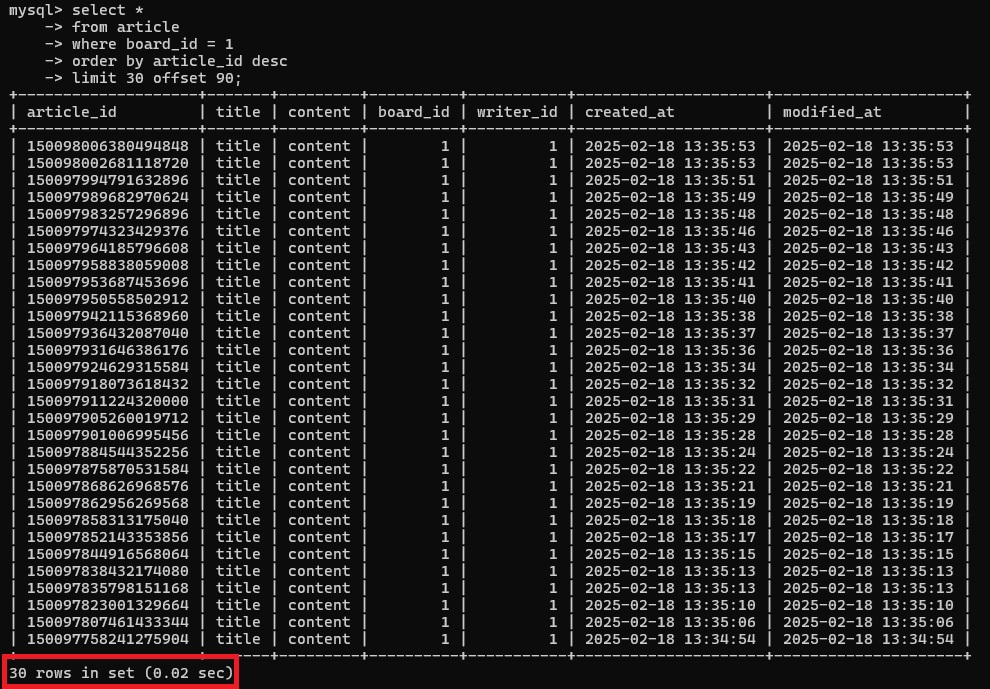 mysql> select *
    -> from article
    -> where board_id = 1
    -> order by article_id desc
    -> limit 30 offset 90;
+--------------------+-------+---------+----------+-----------+---------------------+---------------------+
| article_id         | title | content | board_id | writer_id | created_at          | modified_at         |
+--------------------+-------+---------+----------+-----------+---------------------+---------------------+
| 150098006380494848 | title | content |        1 |         1 | 2025-02-18 13:35:53 | 2025-02-18 13:35:53 |
| 150098002681118720 | title | content |        1 |         1 | 2025-02-18 13:35:53 | 2025-02-18 13:35:53 |
| 150097994791632896 | title | content |        1 |         1 | 2025-02-18 13:35:51 | 2025-02-18 13:35:51 |
| 150097989682970624 | title | content |        1 |         1 | 2025-02-18 13:35:49 | 2025-02-18 13:35:49 |
| 150097983257296896 | title | content |        1 |         1 | 2025-02-18 13:35:48 | 2025-02-18 13:35:48 |
| 150097974323429376 | title | content |        1 |         1 | 2025-02-18 13:35:46 | 2025-02-18 13:35:46 |
| 150097964185796608 | title | content |        1 |         1 | 2025-02-18 13:35:43 | 2025-02-18 13:35:43 |
| 150097958838059008 | title | content |        1 |         1 | 2025-02-18 13:35:42 | 2025-02-18 13:35:42 |
| 150097953687453696 | title | content |        1 |         1 | 2025-02-18 13:35:41 | 2025-02-18 13:35:41 |
| 150097950558502912 | title | content |        1 |         1 | 2025-02-18 13:35:40 | 2025-02-18 13:35:40 |
| 150097942115368960 | title | content |        1 |         1 | 2025-02-18 13:35:38 | 2025-02-18 13:35:38 |
| 150097936432087040 | title | content |        1 |         1 | 2025-02-18 13:35:37 | 2025-02-18 13:35:37 |
| 150097931646386176 | title | content |        1 |         1 | 2025-02-18 13:35:36 | 2025-02-18 13:35:36 |
| 150097924629315584 | title | content |        1 |         1 | 2025-02-18 13:35:34 | 2025-02-18 13:35:34 |
| 150097918073618432 | title | content |        1 |         1 | 2025-02-18 13:35:32 | 2025-02-18 13:35:32 |
| 150097911224320000 | title | content |        1 |         1 | 2025-02-18 13:35:31 | 2025-02-18 13:35:31 |
| 150097905260019712 | title | content |        1 |         1 | 2025-02-18 13:35:29 | 2025-02-18 13:35:29 |
| 150097901006995456 | title | content |        1 |         1 | 2025-02-18 13:35:28 | 2025-02-18 13:35:28 |
| 150097884544352256 | title | content |        1 |         1 | 2025-02-18 13:35:24 | 2025-02-18 13:35:24 |
| 150097875870531584 | title | content |        1 |         1 | 2025-02-18 13:35:22 | 2025-02-18 13:35:22 |
| 150097868626968576 | title | content |        1 |         1 | 2025-02-18 13:35:21 | 2025-02-18 13:35:21 |
| 150097862956269568 | title | content |        1 |         1 | 2025-02-18 13:35:19 | 2025-02-18 13:35:19 |
| 150097858313175040 | title | content |        1 |         1 | 2025-02-18 13:35:18 | 2025-02-18 13:35:18 |
| 150097852143353856 | title | content |        1 |         1 | 2025-02-18 13:35:17 | 2025-02-18 13:35:17 |
| 150097844916568064 | title | content |        1 |         1 | 2025-02-18 13:35:15 | 2025-02-18 13:35:15 |
| 150097838432174080 | title | content |        1 |         1 | 2025-02-18 13:35:13 | 2025-02-18 13:35:13 |
| 150097835798151168 | title | content |        1 |         1 | 2025-02-18 13:35:13 | 2025-02-18 13:35:13 |
| 150097823001329664 | title | content |        1 |         1 | 2025-02-18 13:35:10 | 2025-02-18 13:35:10 |
| 150097807461433344 | title | content |        1 |         1 | 2025-02-18 13:35:06 | 2025-02-18 13:35:06 |
| 150097758241275904 | title | content |        1 |         1 | 2025-02-18 13:34:54 | 2025-02-18 13:34:54 |
+--------------------+-------+---------+----------+-----------+---------------------+---------------------+
30 rows in set (0.02 sec)